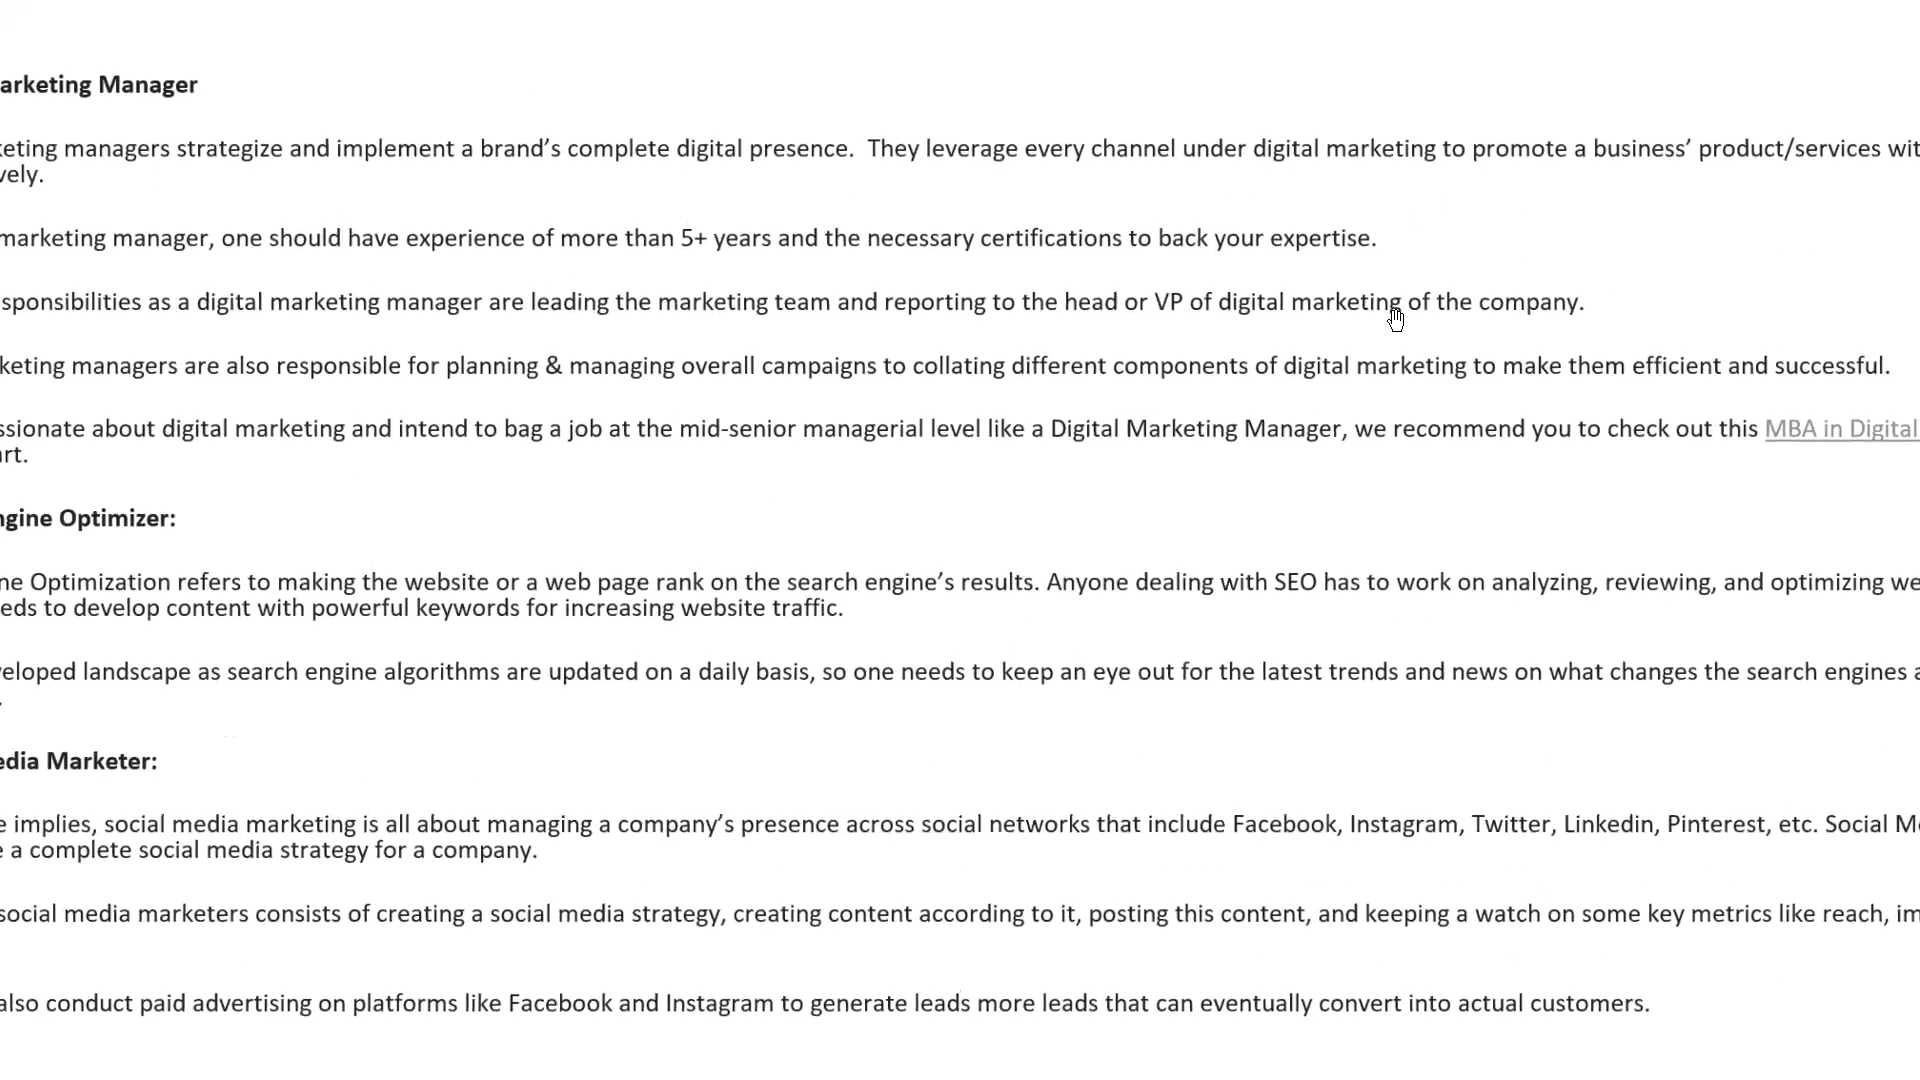 arketing Manager
keting managers strategize and implement a brand’s complete digital presence.  They leverage every channel under digital marketing to promote a business’ product/services wit
vely.
marketing manager, one should have experience of more than 5+ years and the necessary certifications to back your expertise.
sponsibilities as a digital marketing manager are leading the marketing team and reporting to the head or VP of digital marketing of the company.
keting managers are also responsible for planning & managing overall campaigns to collating different components of digital marketing to make them efficient and successful.
ssionate about digital marketing and intend to bag a job at the mid-senior managerial level like a Digital Marketing Manager, we recommend you to check out this MBA in Digital
art.
ngine Optimizer:
ne Optimization refers to making the website or a web page rank on the search engine’s results. Anyone dealing with SEO has to work on analyzing, reviewing, and optimizing we
eds to develop content with powerful keywords for increasing website traffic.
veloped landscape as search engine algorithms are updated on a daily basis, so one needs to keep an eye out for the latest trends and news on what changes the search engines a
.
edia Marketer:
e implies, social media marketing is all about managing a company’s presence across social networks that include Facebook, Instagram, Twitter, Linkedin, Pinterest, etc. Social Me
e a complete social media strategy for a company.
social media marketers consists of creating a social media strategy, creating content according to it, posting this content, and keeping a watch on some key metrics like reach, im
also conduct paid advertising on platforms like Facebook and Instagram to generate leads more leads that can eventually convert into actual customers.